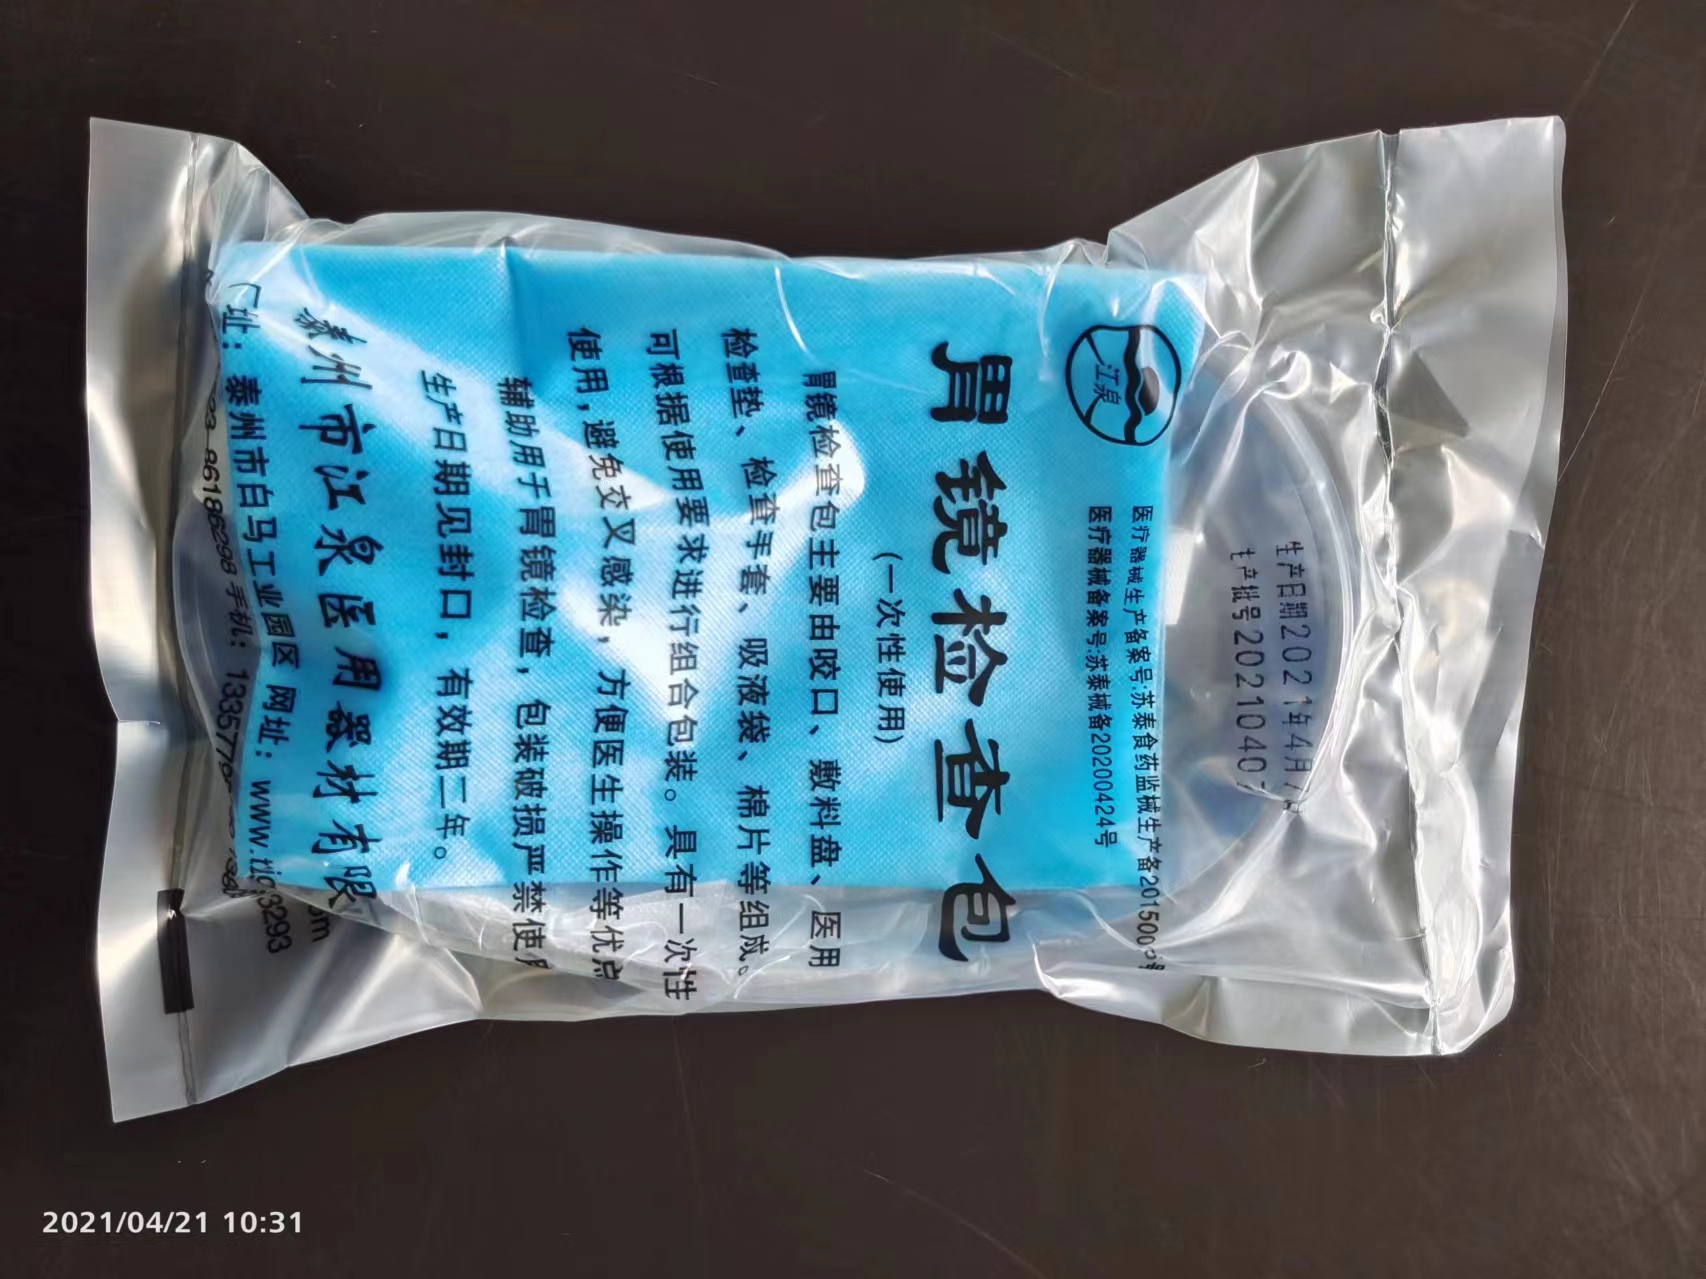 江泉
医疗器械生产备案号:苏泰食药监械生产备201500
医疗器械备案号:苏泰械备20200424号
胃镜检查包
(一次性使用)
胃镜检查包主要由咬口、敷料盘、医用
检查垫、检查手套、吸液袋、棉片等组成。
可根据使用要求进行组合包装。具有一次性
使用,避免交叉感染,方便医生操作等优点
辅助用于胃镜检查,包装破损严禁使
生产日期见封口,有效期二年。
泰州市江泉医用器材有限
厂址:泰州市白马工业园区 网址:www.
86186298 手机:133577
生产日期2021年4月7
生产批号2021040
2021/04/21 10:31